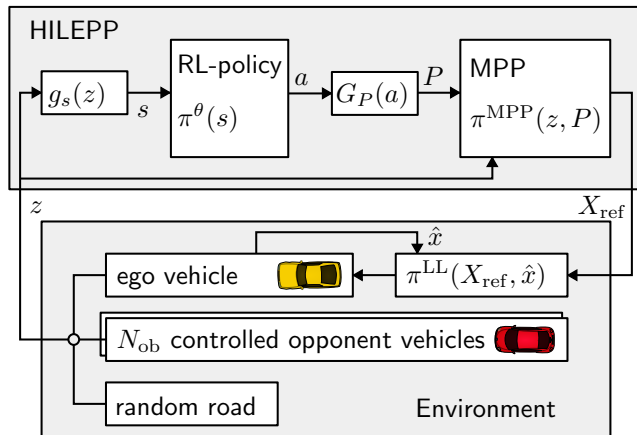 HILEPP
g_s(z)
s
RL-policy
π^θ(s)
a
G_P(a)
P
MPP
π^MPP(z, P)
z
X_ref
x̂
ego vehicle
π^LL(X_ref, x̂)
N_ob controlled opponent vehicles
random road
Environment